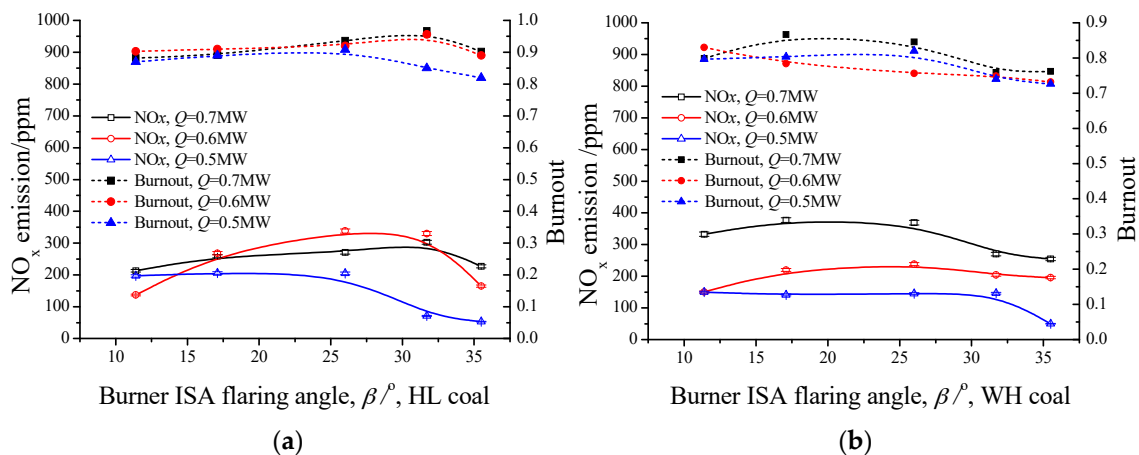 1000
900
800
700
600
500
400
300
200
100
0
NOₓ emission/ppm
NOx, Q=0.7MW
NOx, Q=0.6MW
NOx, Q=0.5MW
Burnout, Q=0.7MW
Burnout, Q=0.6MW
Burnout, Q=0.5MW
1.0
0.9
0.8
0.7
0.6
0.5
0.4
0.3
0.2
0.1
0.0
Burnout
10 15 20 25 30 35
Burner ISA flaring angle, β/°, HL coal
(a)
1000
900
800
700
600
500
400
300
200
100
0
NOₓ emission /ppm
NOx, Q=0.7MW
NOx, Q=0.6MW
NOx, Q=0.5MW
Burnout, Q=0.7MW
Burnout, Q=0.6MW
Burnout, Q=0.5MW
0.9
0.8
0.7
0.6
0.5
0.4
0.3
0.2
0.1
0.0
Burnout
10 15 20 25 30 35
Burner ISA flaring angle, β/°, WH coal
(b)